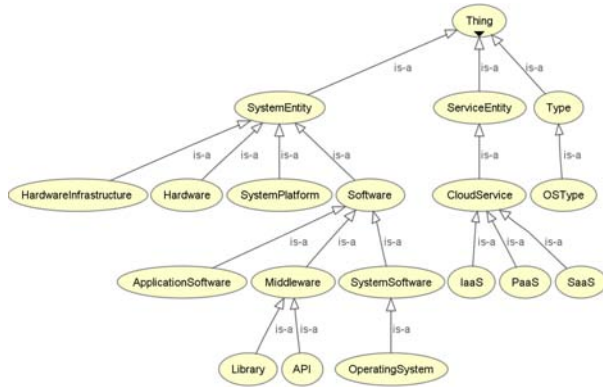 Thing
is-a is-a is-a
SystemEntity ServiceEntity Type
is-a is-a is-a is-a is-a is-a
HardwareInfrastructure Hardware SystemPlatform Software CloudService OSType
is-a is-a is-a is-a is-a is-a
ApplicationSoftware Middleware SystemSoftware IaaS PaaS SaaS
is-a is-a is-a
Library API OperatingSystem